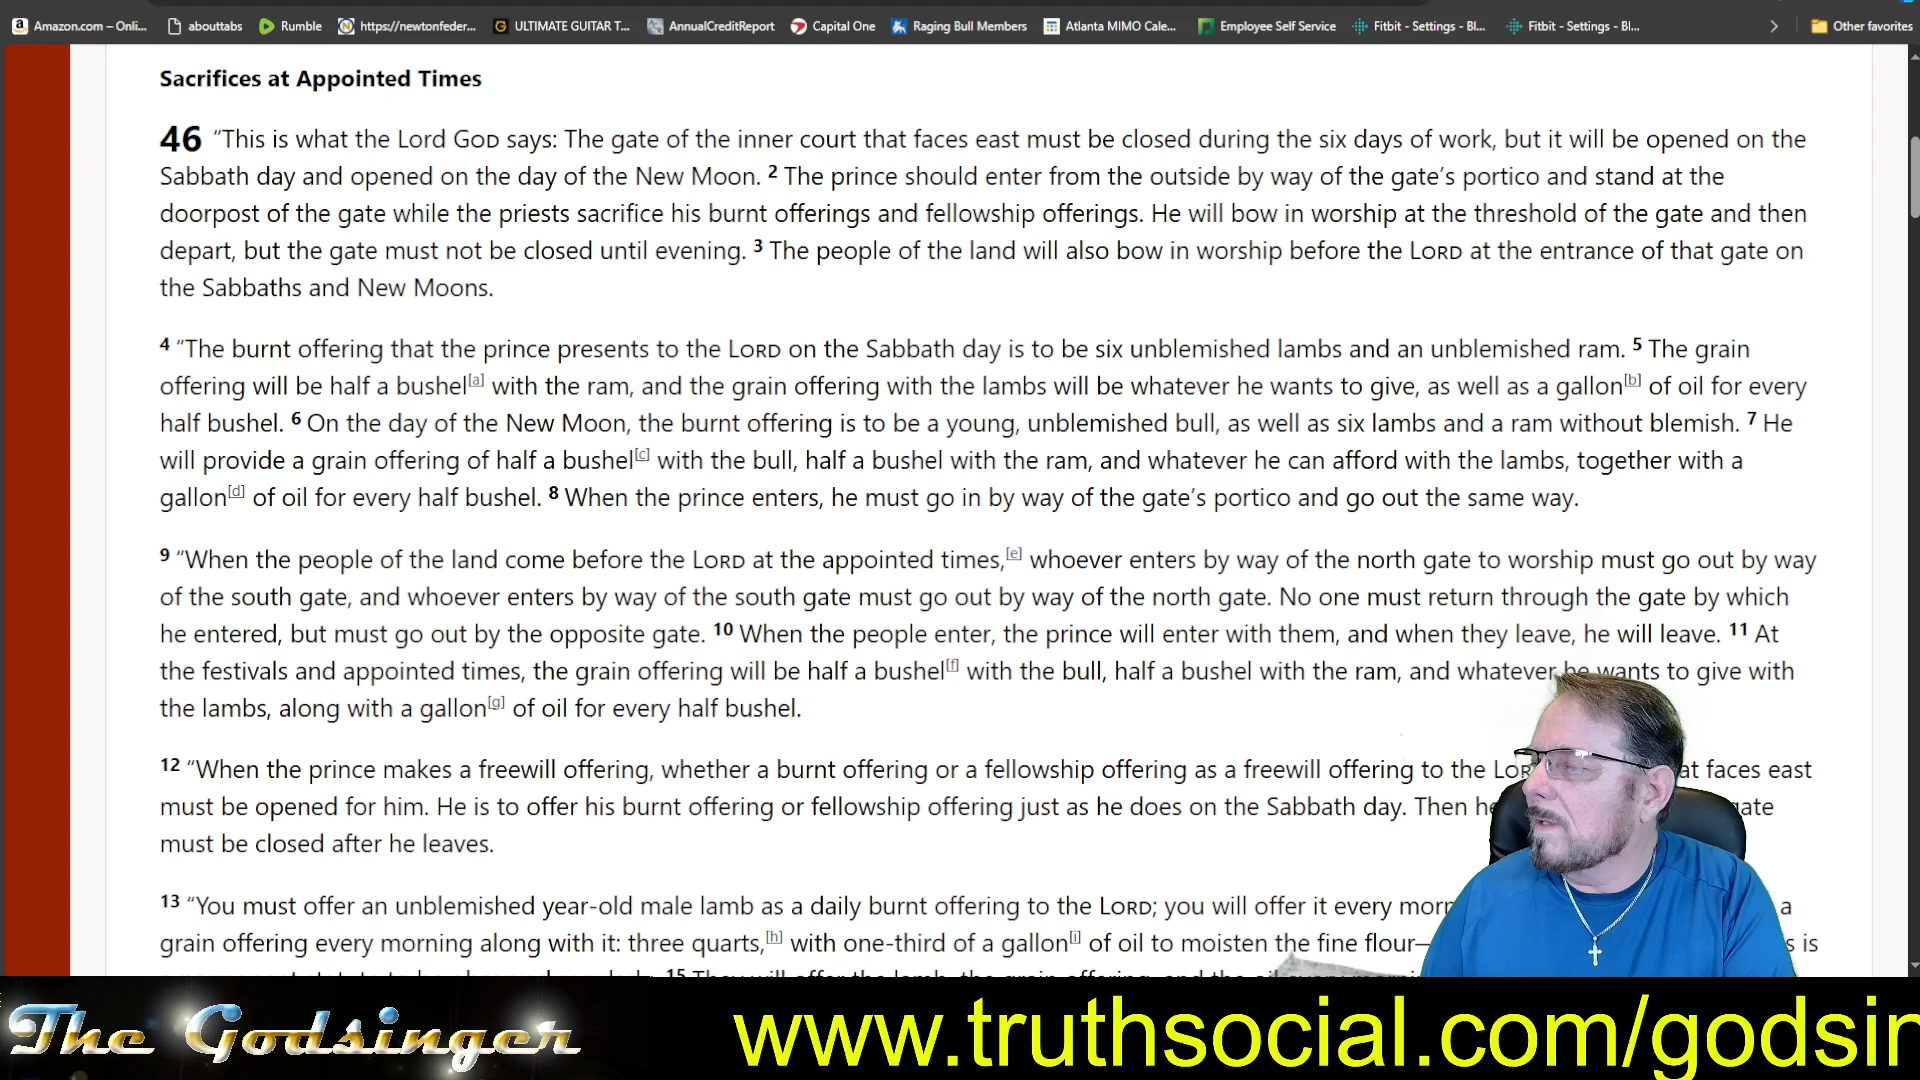 Amazon.com – Onli... abouttabs Rumble https://newtonfeder... ULTIMATE GUITAR T... AnnualCreditReport Capital One Raging Bull Members Atlanta MIMO Cale... Employee Self Service Fitbit - Settings - Bl... Fitbit - Settings - Bl... Other favorites
Sacrifices at Appointed Times
46 “This is what the Lord God says: The gate of the inner court that faces east must be closed during the six days of work, but it will be opened on the
Sabbath day and opened on the day of the New Moon. 2 The prince should enter from the outside by way of the gate’s portico and stand at the
doorpost of the gate while the priests sacrifice his burnt offerings and fellowship offerings. He will bow in worship at the threshold of the gate and then
depart, but the gate must not be closed until evening. 3 The people of the land will also bow in worship before the Lord at the entrance of that gate on
the Sabbaths and New Moons.
4 “The burnt offering that the prince presents to the Lord on the Sabbath day is to be six unblemished lambs and an unblemished ram. 5 The grain
offering will be half a bushel[a] with the ram, and the grain offering with the lambs will be whatever he wants to give, as well as a gallon[b] of oil for every
half bushel. 6 On the day of the New Moon, the burnt offering is to be a young, unblemished bull, as well as six lambs and a ram without blemish. 7 He
will provide a grain offering of half a bushel[c] with the bull, half a bushel with the ram, and whatever he can afford with the lambs, together with a
gallon[d] of oil for every half bushel. 8 When the prince enters, he must go in by way of the gate’s portico and go out the same way.
9 “When the people of the land come before the Lord at the appointed times,[e] whoever enters by way of the north gate to worship must go out by way
of the south gate, and whoever enters by way of the south gate must go out by way of the north gate. No one must return through the gate by which
he entered, but must go out by the opposite gate. 10 When the people enter, the prince will enter with them, and when they leave, he will leave. 11 At
the festivals and appointed times, the grain offering will be half a bushel[f] with the bull, half a bushel with the ram, and whatever he wants to give with
the lambs, along with a gallon[g] of oil for every half bushel.
12 “When the prince makes a freewill offering, whether a burnt offering or a fellowship offering as a freewill offering to the Lor at faces east
must be opened for him. He is to offer his burnt offering or fellowship offering just as he does on the Sabbath day. Then he gate
must be closed after he leaves.
13 “You must offer an unblemished year-old male lamb as a daily burnt offering to the Lord; you will offer it every morn a
grain offering every morning along with it: three quarts,[h] with one-third of a gallon[i] of oil to moisten the fine flour— s is
15 They will offer the lamb, the grain offering, and the oil every
The Godsinger www.truthsocial.com/godsin